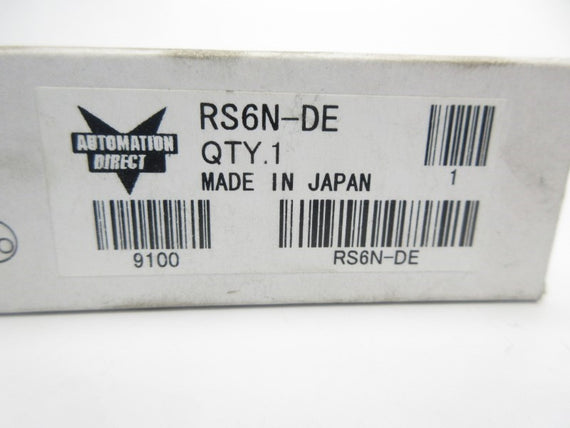 AUTOMATION
DIRECT
RS6N-DE
QTY.1
MADE IN JAPAN
1
9100
RS6N-DE